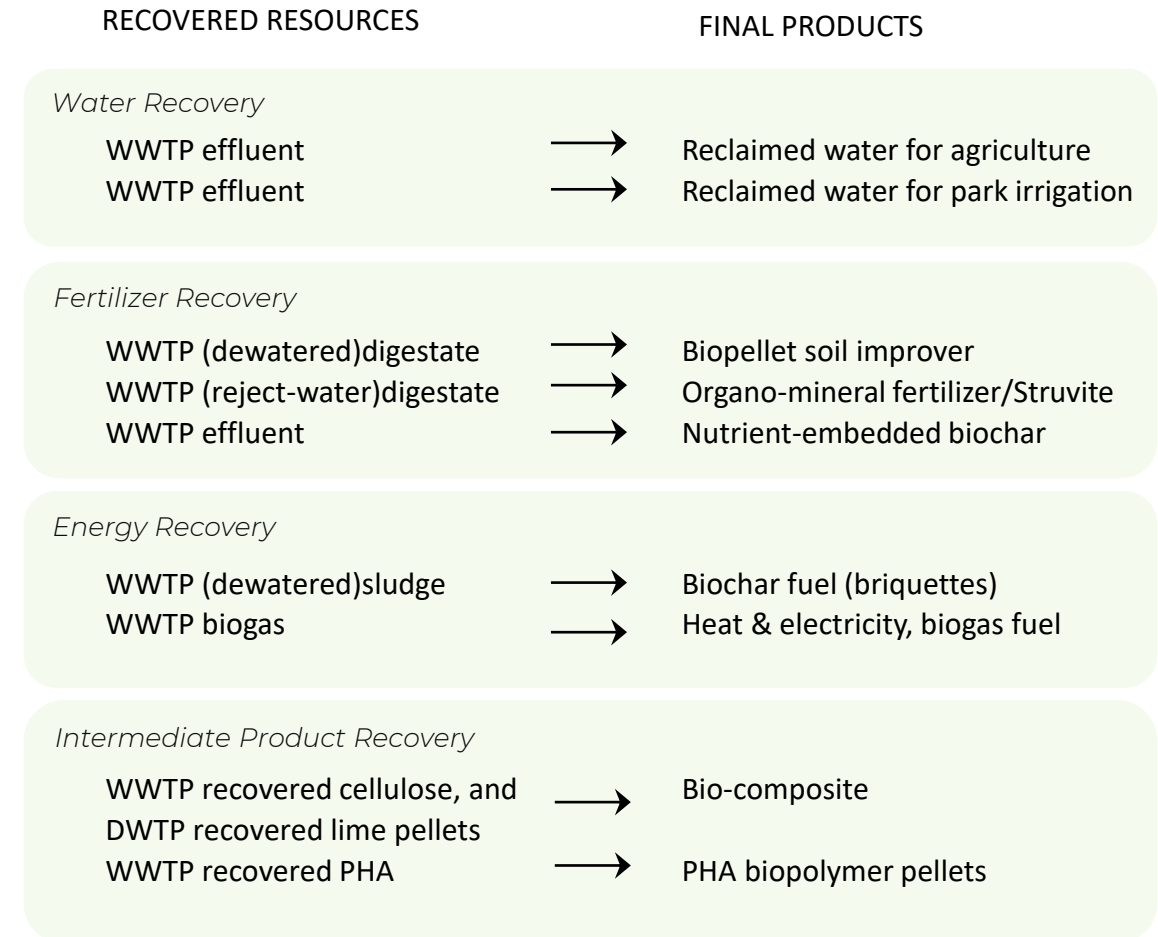 RECOVERED RESOURCES FINAL PRODUCTS
Water Recovery
WWTP effluent → Reclaimed water for agriculture
WWTP effluent → Reclaimed water for park irrigation
Fertilizer Recovery
WWTP (dewatered)digestate → Biopellet soil improver
WWTP (reject-water)digestate → Organo-mineral fertilizer/Struvite
WWTP effluent → Nutrient-embedded biochar
Energy Recovery
WWTP (dewatered)sludge → Biochar fuel (briquettes)
WWTP biogas → Heat & electricity, biogas fuel
Intermediate Product Recovery
WWTP recovered cellulose, and → Bio-composite
DWTP recovered lime pellets
WWTP recovered PHA → PHA biopolymer pellets